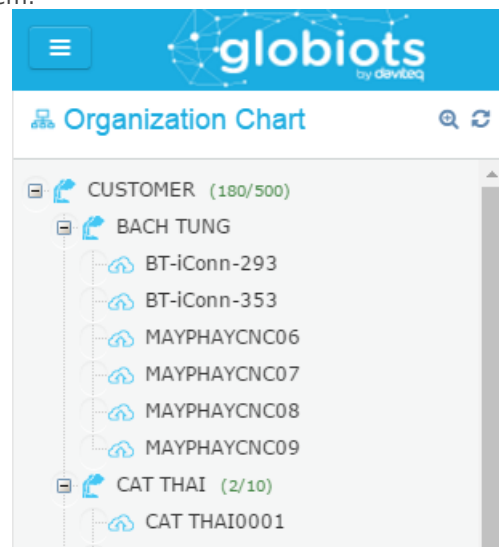 em.
globiots
by daviteq
Organization Chart
CUSTOMER (180/500)
BACH TUNG
BT-iConn-293
BT-iConn-353
MAYPHAYCNC06
MAYPHAYCNC07
MAYPHAYCNC08
MAYPHAYCNC09
CAT THAI (2/10)
CAT THAI0001